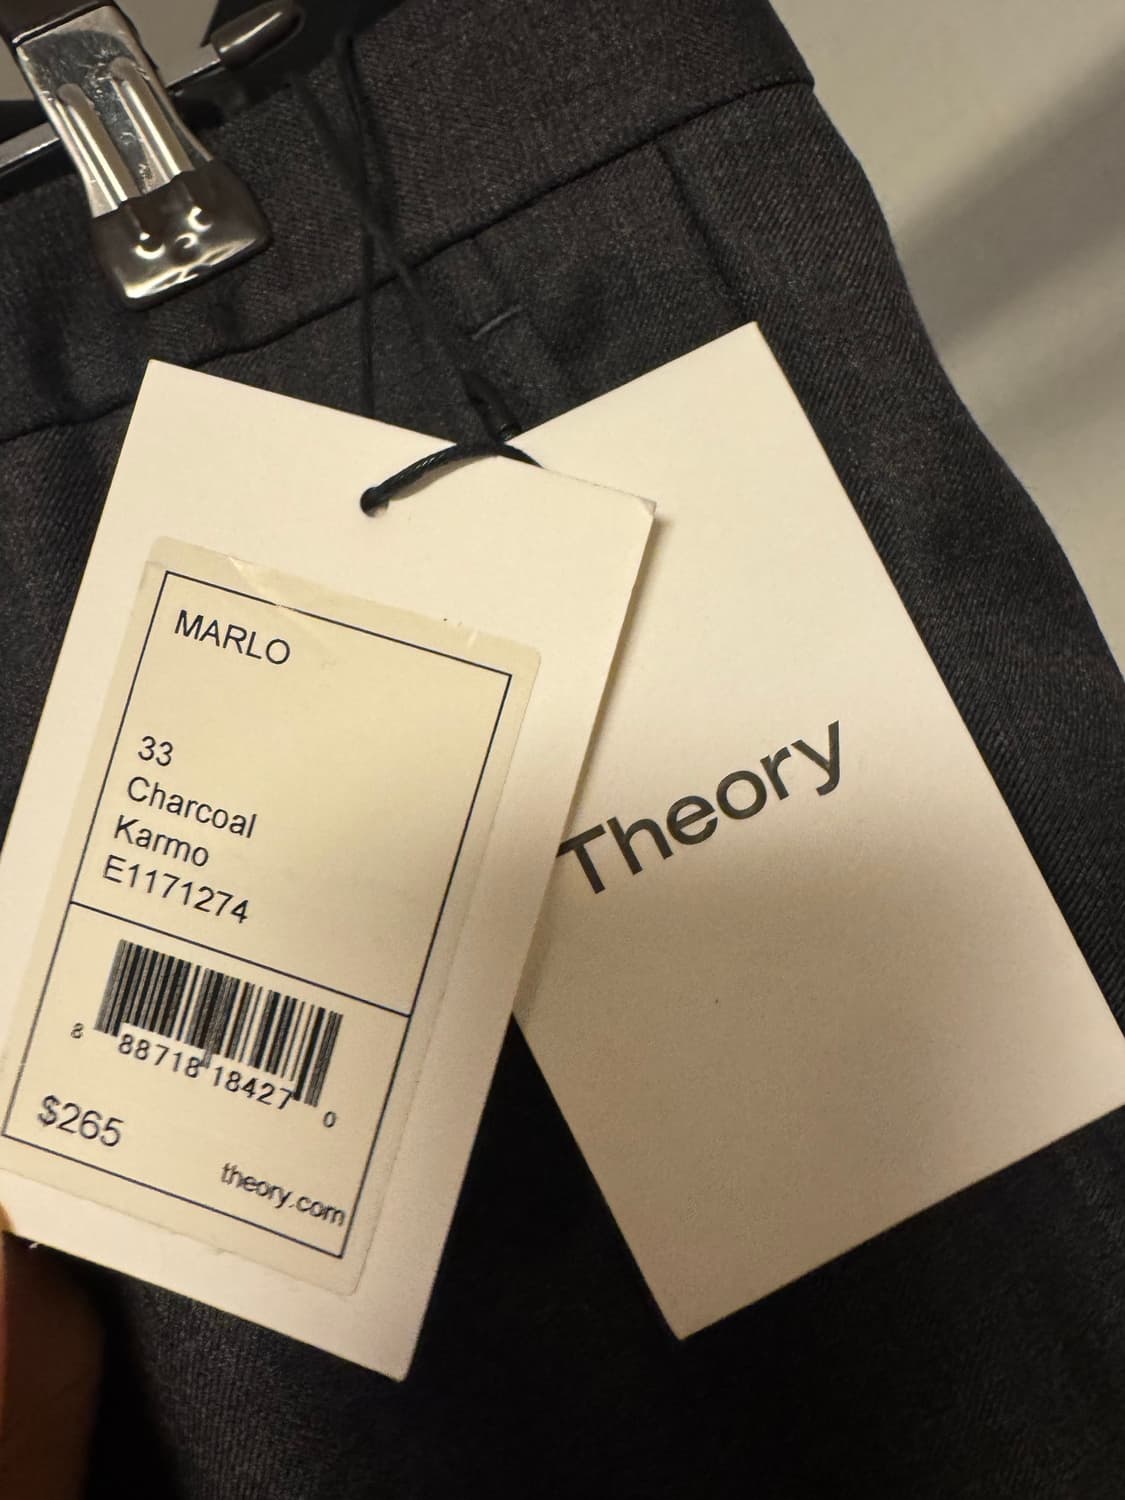 MARLO
33
Charcoal
Karmo
E1171274
8 88718 18427 0
$265
theory.com
Theory